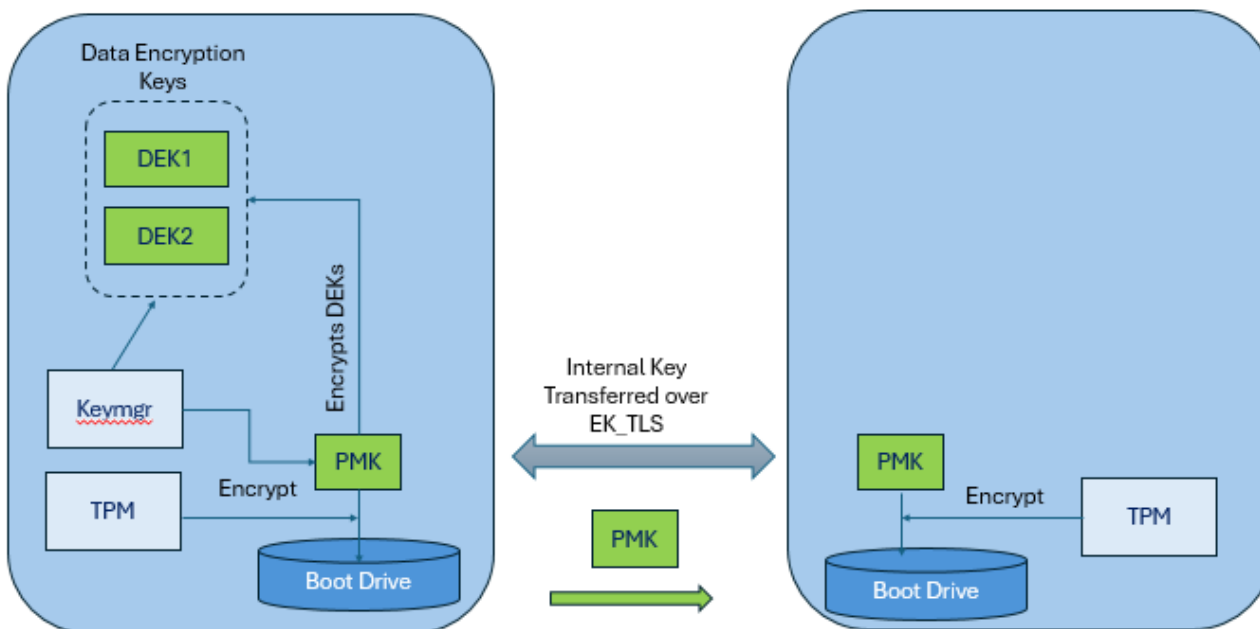 Data Encryption
Keys
DEK1
DEK2
Encrypts DEKs
Keymgr
PMK
Encrypt
TPM
Boot Drive
Internal Key
Transferred over
EK_TLS
PMK
PMK
Encrypt
TPM
Boot Drive